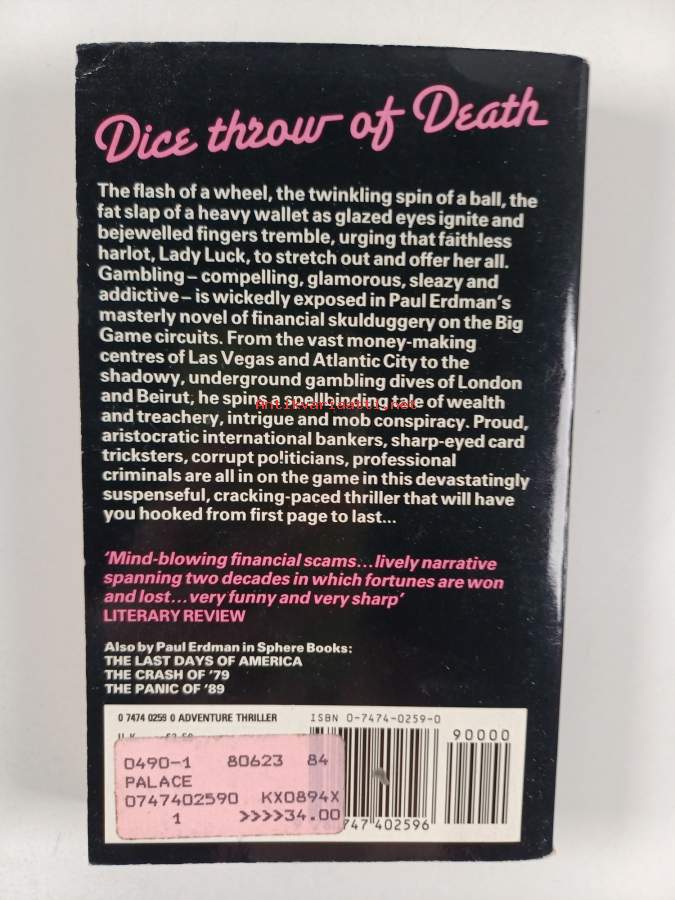 Dice throw of Death
The flash of a wheel, the twinkling spin of a ball, the
fat slap of a heavy wallet as glazed eyes ignite and
bejewelled fingers tremble, urging that faithless
harlot, Lady Luck, to stretch out and offer her all.
Gambling – compelling, glamorous, sleazy and
addictive – is wickedly exposed in Paul Erdman's
masterly novel of financial skulduggery on the Big
Game circuits. From the vast money-making
centres of Las Vegas and Atlantic City to the
shadowy, underground gambling dives of London
and Beirut, he spins a spellbinding tale of wealth
Antikvariaatti.net
and treachery, intrigue and mob conspiracy. Proud,
aristocratic international bankers, sharp-eyed card
tricksters, corrupt politicians, professional
criminals are all in on the game in this devastatingly
suspenseful, cracking-paced thriller that will have
you hooked from first page to last...
'Mind-blowing financial scams...lively narrative
spanning two decades in which fortunes are won
and lost...very funny and very sharp'
LITERARY REVIEW
Also by Paul Erdman in Sphere Books:
THE LAST DAYS OF AMERICA
THE CRASH OF '79
THE PANIC OF '89
0 7474 0259 0 ADVENTURE THRILLER
ISBN 0-7474-0259-0
90000
0490-1 80623 84
PALACE
0747402590 KX0894X
1 >>>>34.00
747402596